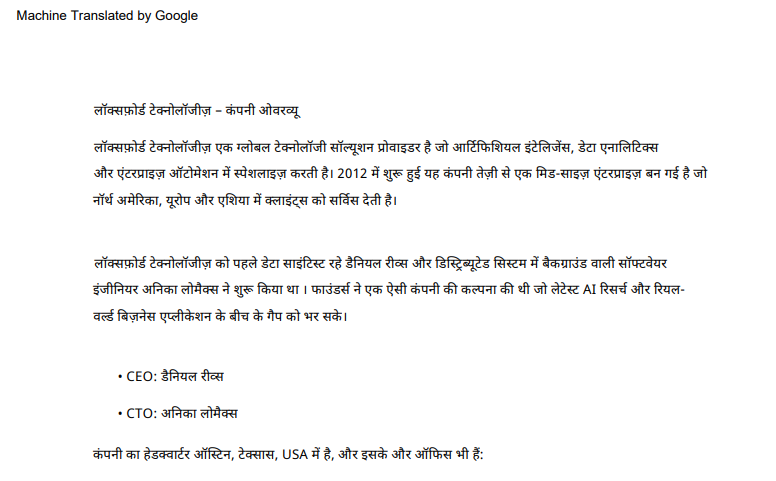 Machine Translated by Google
लॉक्सफ़ोर्ड टेक्नोलॉजीज़ – कंपनी ओवरव्यू
लॉक्सफ़ोर्ड टेक्नोलॉजीज़ एक ग्लोबल टेक्नोलॉजी सॉल्यूशन प्रोवाइडर है जो आर्टिफिशियल इंटेलिजेंस, डेटा एनालिटिक्स
और एंटरप्राइज़ ऑटोमेशन में स्पेशलाइज़ करती है। 2012 में शुरू हुई यह कंपनी तेज़ी से एक मिड-साइज़ एंटरप्राइज़ बन गई है जो
नॉर्थ अमेरिका, यूरोप और एशिया में क्लाइंट्स को सर्विस देती है।
लॉक्सफ़ोर्ड टेक्नोलॉजीज़ को पहले डेटा साइंटिस्ट रहे डैनियल रीव्स और डिस्ट्रिब्यूटेड सिस्टम में बैकग्राउंड वाली सॉफ्टवेयर
इंजीनियर अनिका लोमैक्स ने शुरू किया था । फाउंडर्स ने एक ऐसी कंपनी की कल्पना की थी जो लेटेस्ट AI रिसर्च और रियल-
वर्ल्ड बिज़नेस एप्लीकेशन के बीच के गैप को भर सके।
• CEO: डैनियल रीव्स
• CTO: अनिका लोमैक्स
कंपनी का हेडक्वार्टर ऑस्टिन, टेक्सास, USA में है, और इसके और ऑफिस भी हैं: